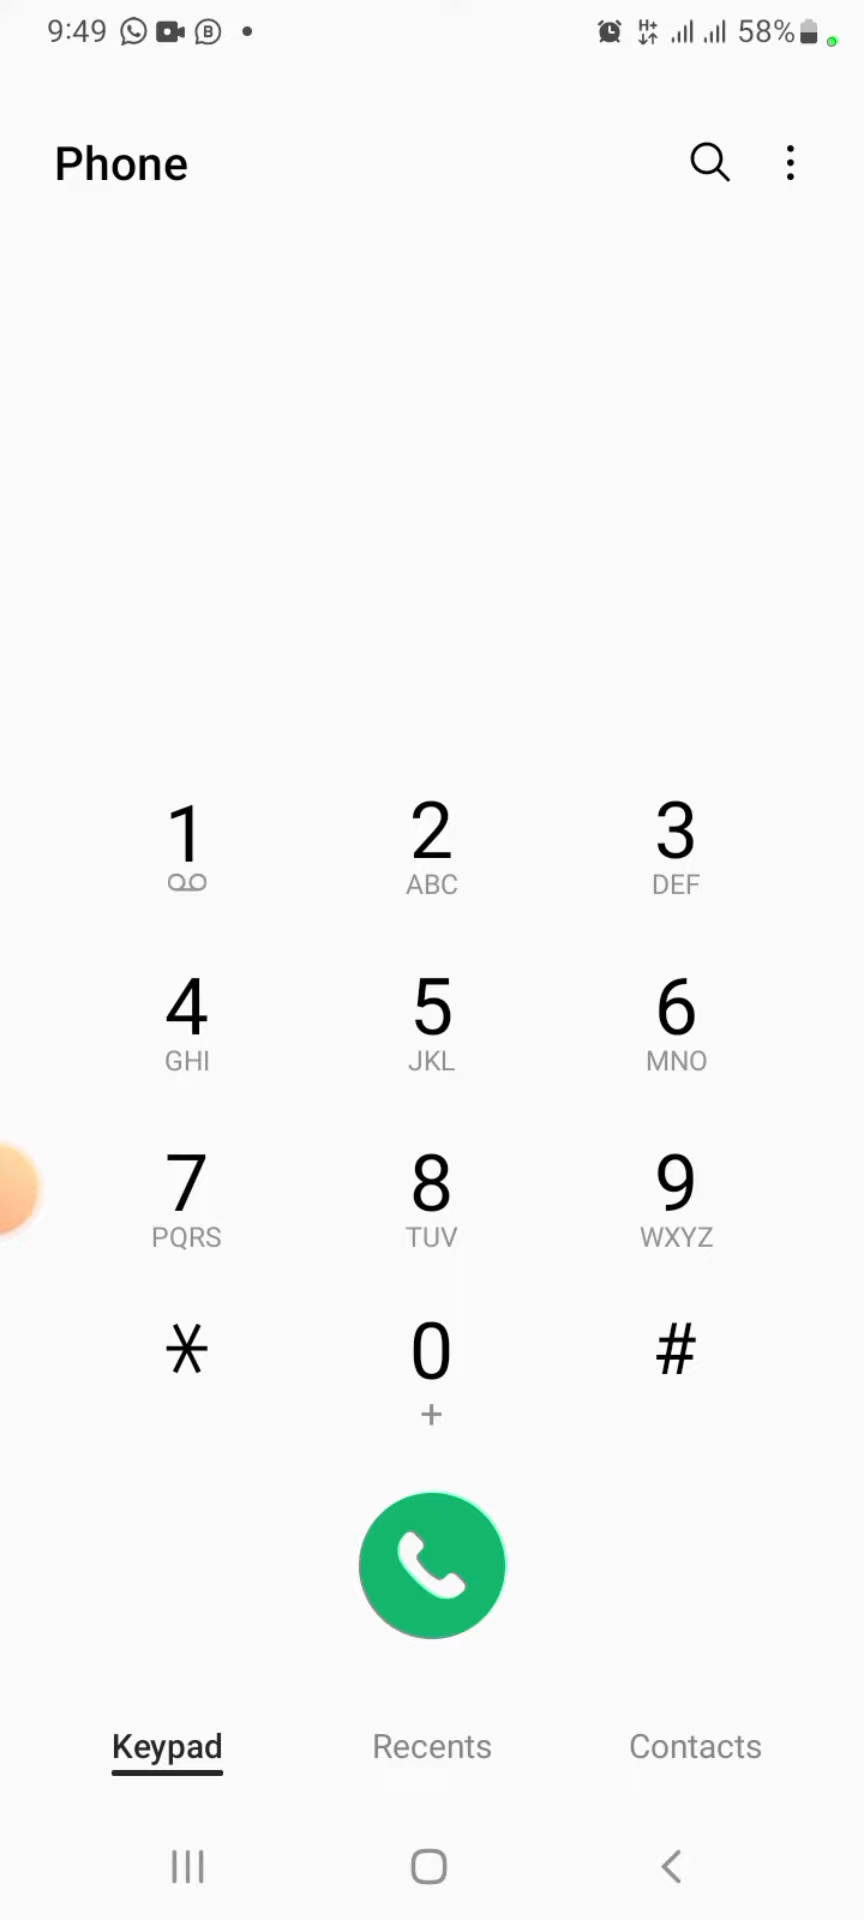 9:49 58%
Phone
1 2 3
ABC DEF
4 5 6
GHI JKL MNO
7 8 9
PQRS TUV WXYZ
* 0 #
+
Keypad Recents Contacts